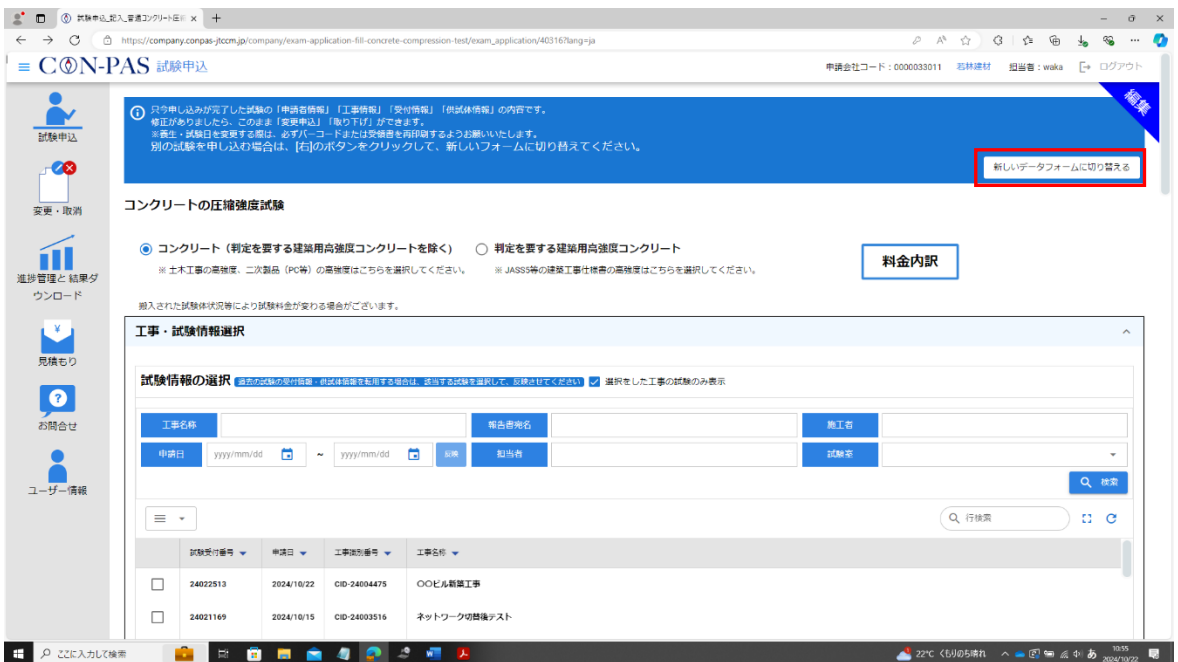 試験申込_記入_普通コンクリート圧
https://company.conpas-jtccm.jp/company/exam-application-fill-concrete-compression-test/exam_application/40316?lang=ja
CON-PAS 試験申込
申請会社コード：0000033011 若林建材 担当者：waka ログアウト
編集
試験申込
変更・取消
進捗管理と結果ダ
ウンロード
見積もり
お問合せ
ユーザー情報
只今申し込みが完了した試験の「申請者情報」「工事情報」「受付情報」「供試体情報」の内容です。
修正がありましたら、このまま「変更申込」「取り下げ」ができます。
※養生・試験日を変更する際は、必ずバーコードまたは受領書を再印刷するようお願いいたします。
別の試験を申し込む場合は、[右]のボタンをクリックして、新しいフォームに切り替えてください。
新しいデータフォームに切り替える
コンクリートの圧縮強度試験
コンクリート（判定を要する建築用高強度コンクリートを除く） 判定を要する建築用高強度コンクリート
※ 土木工事の高強度、二次製品（PC等）の高強度はこちらを選択してください。 ※ JASS5等の建築工事仕様書の高強度はこちらを選択してください。
料金内訳
搬入された試験体状況等により試験料金が変わる場合がございます。
工事・試験情報選択
試験情報の選択 過去の試験の受付情報・供試体情報を転用する場合は、該当する試験を選択して、反映させてください 選択をした工事の試験のみ表示
工事名称 報告書宛名 施工者
申請日 yyyy/mm/dd ~ yyyy/mm/dd 反映 担当者 試験室
検索
行検索
試験受付番号 申請日 工事識別番号 工事名称
24022513 2024/10/22 CID-24004475 〇〇ビル新築工事
24021169 2024/10/15 CID-24003516 ネットワーク切替後テスト
ここに入力して検索
22°C くもりのち晴れ あ 10:55
2024/10/22